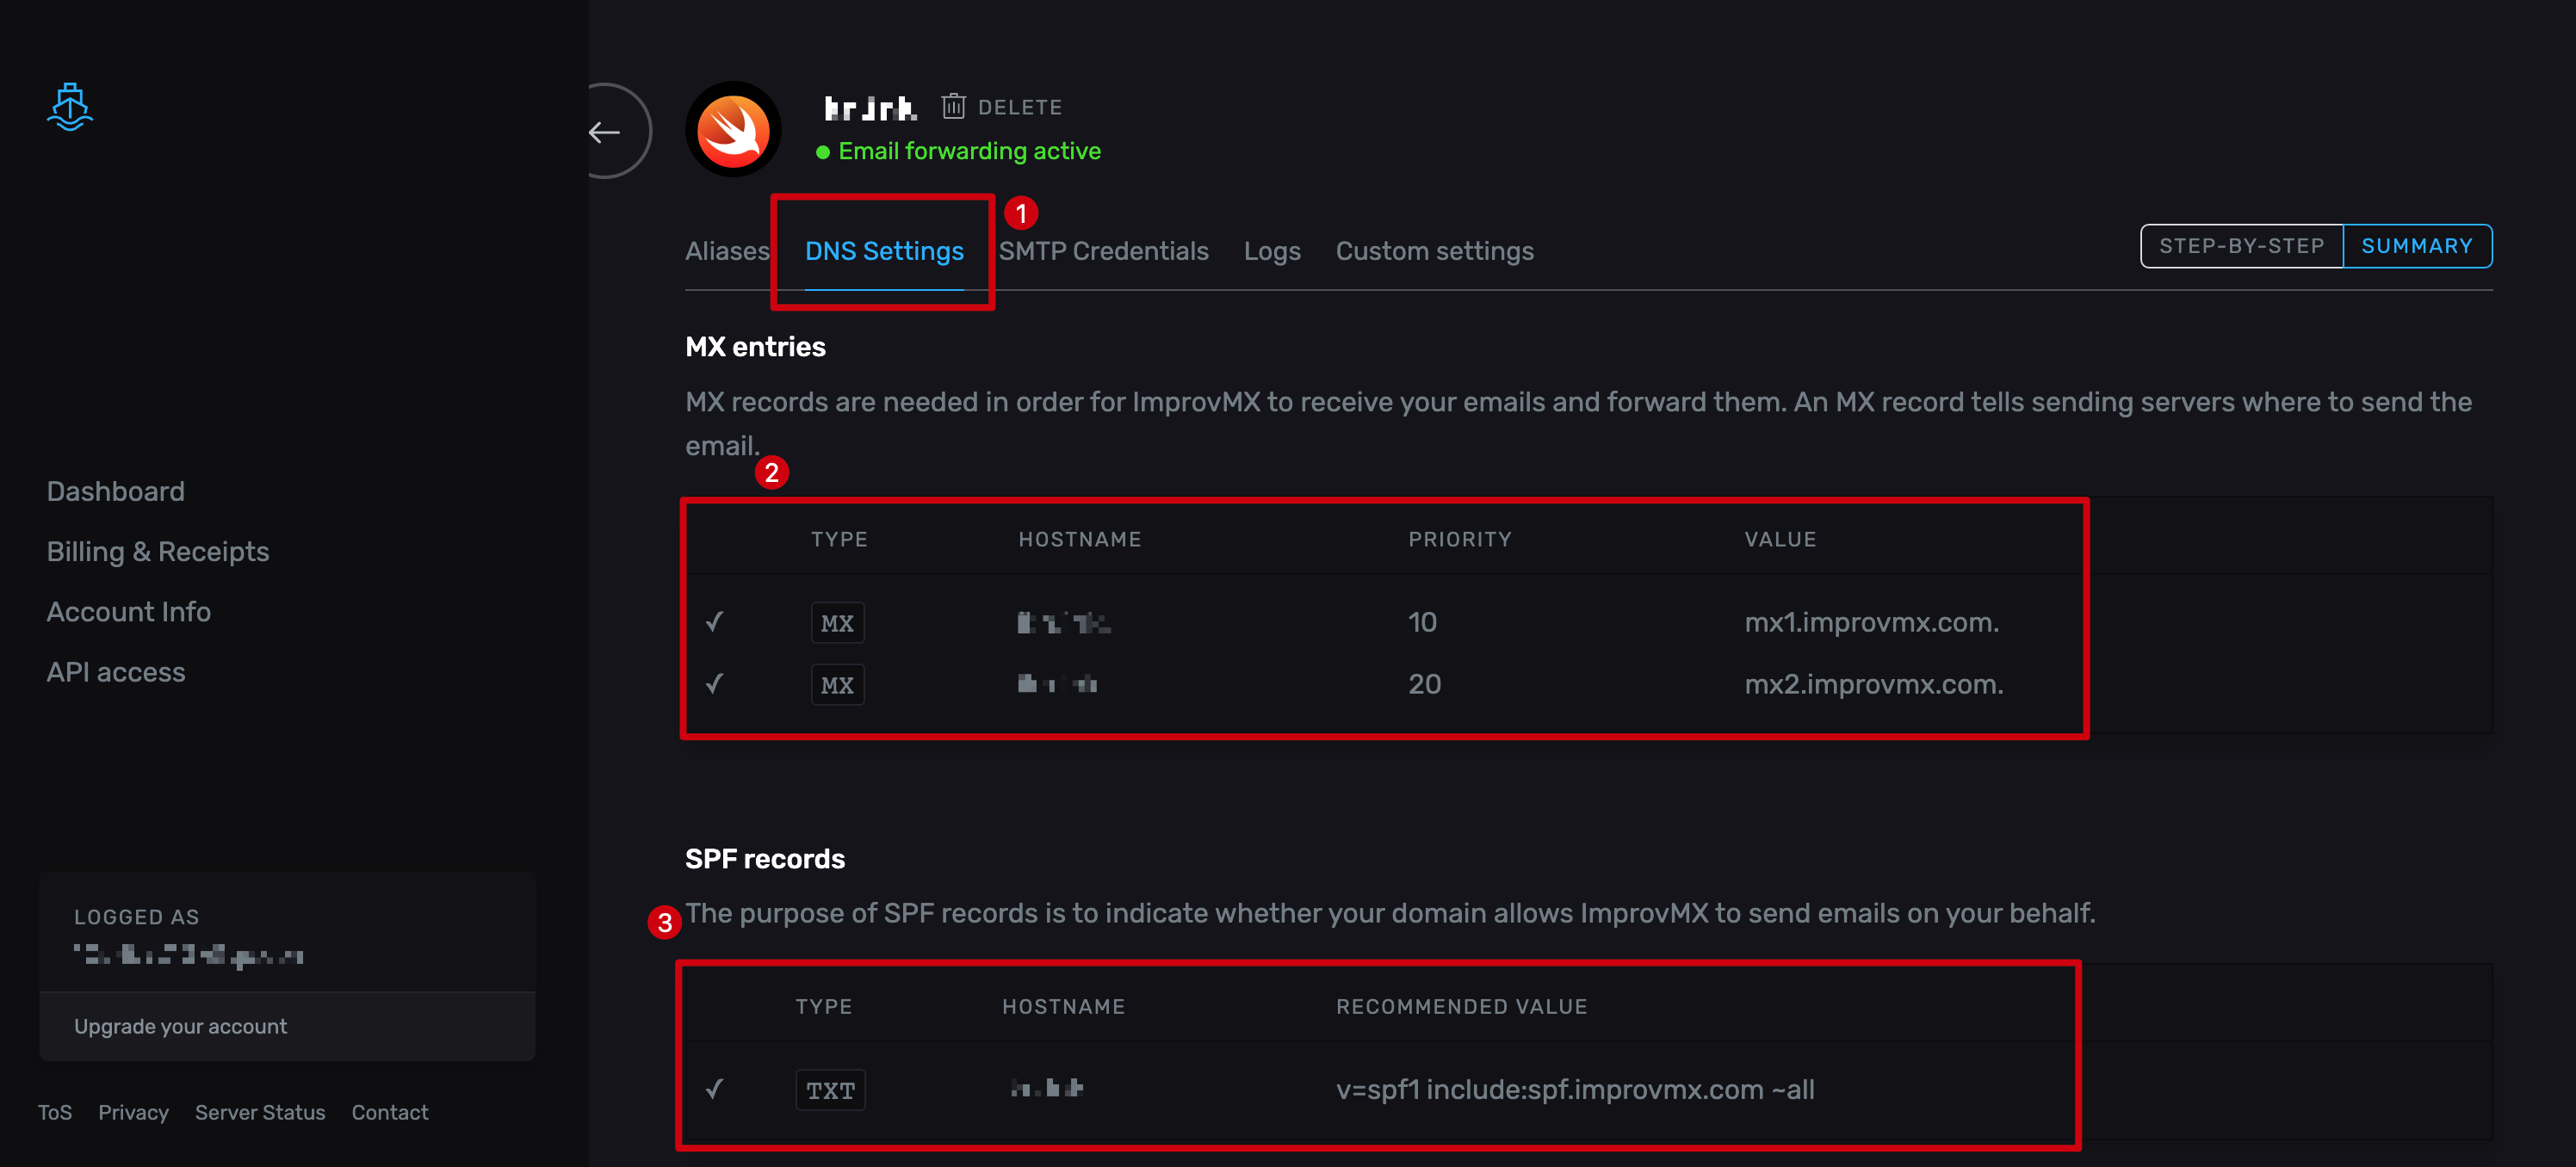 DELETE
Email forwarding active
1
Aliases DNS Settings SMTP Credentials Logs Custom settings
STEP-BY-STEP SUMMARY
MX entries
MX records are needed in order for ImprovMX to receive your emails and forward them. An MX record tells sending servers where to send the
email.
2
TYPE HOSTNAME PRIORITY VALUE
MX 10 mx1.improvmx.com.
MX 20 mx2.improvmx.com.
SPF records
3
The purpose of SPF records is to indicate whether your domain allows ImprovMX to send emails on your behalf.
TYPE HOSTNAME RECOMMENDED VALUE
TXT v=spf1 include:spf.improvmx.com ~all
Dashboard
Billing & Receipts
Account Info
API access
LOGGED AS
Upgrade your account
ToS Privacy Server Status Contact